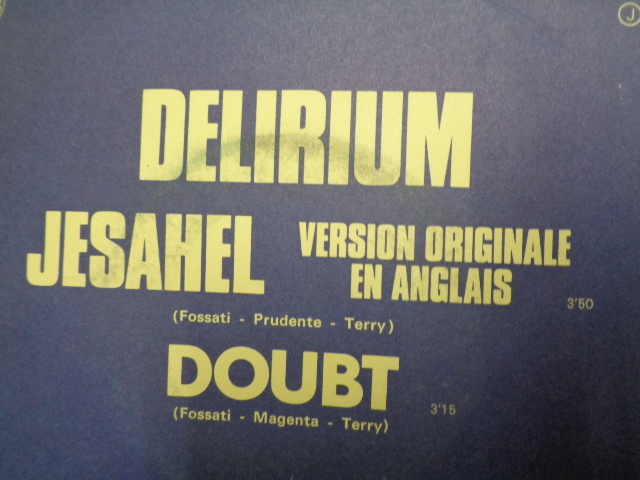 J
DELIRIUM
JESAHEL VERSION ORIGINALE
EN ANGLAIS 3'50
(Fossati - Prudente - Terry)
DOUBT 3'15
(Fossati - Magenta - Terry)